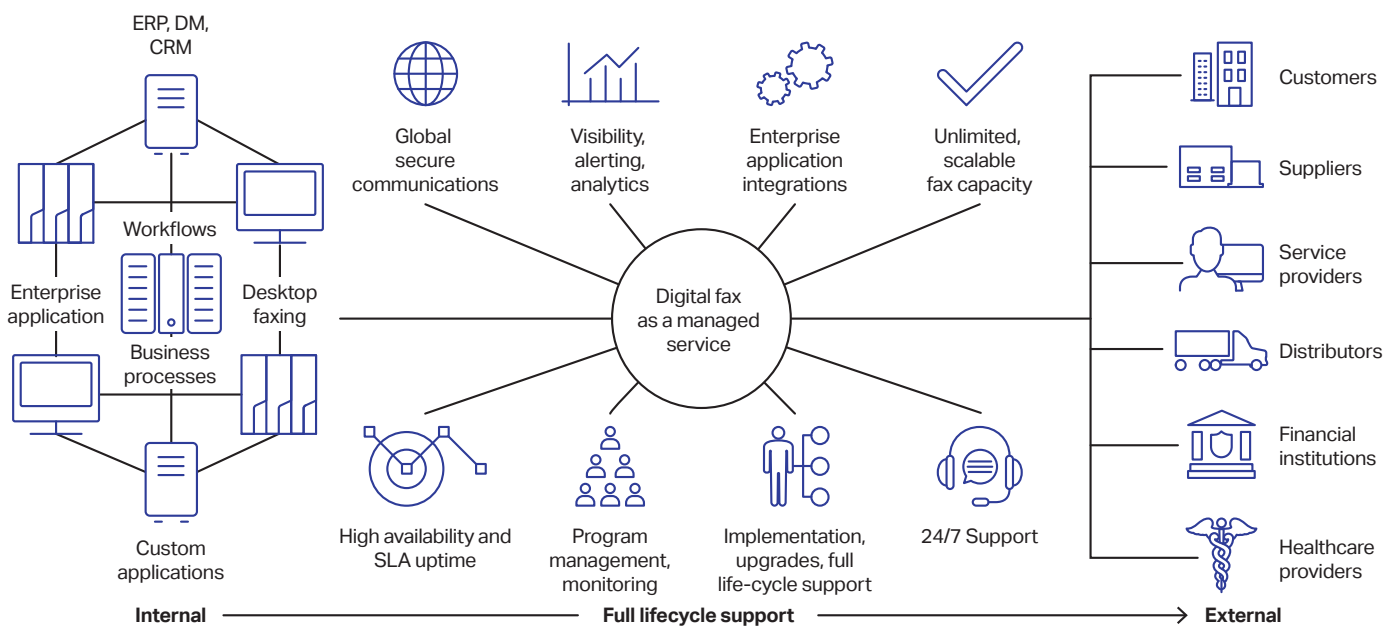 ERP, DM,
CRM
Workflows
Enterprise
application
Desktop
faxing
Business
processes
Custom
applications
Global
secure
communications
Visibility,
alerting,
analytics
Enterprise
application
integrations
Unlimited,
scalable
fax capacity
Digital fax
as a managed
service
High availability and
SLA uptime
Program
management,
monitoring
Implementation,
upgrades, full
life-cycle support
24/7 Support
Customers
Suppliers
Service
providers
Distributors
Financial
institutions
Healthcare
providers
Internal
Full lifecycle support
External